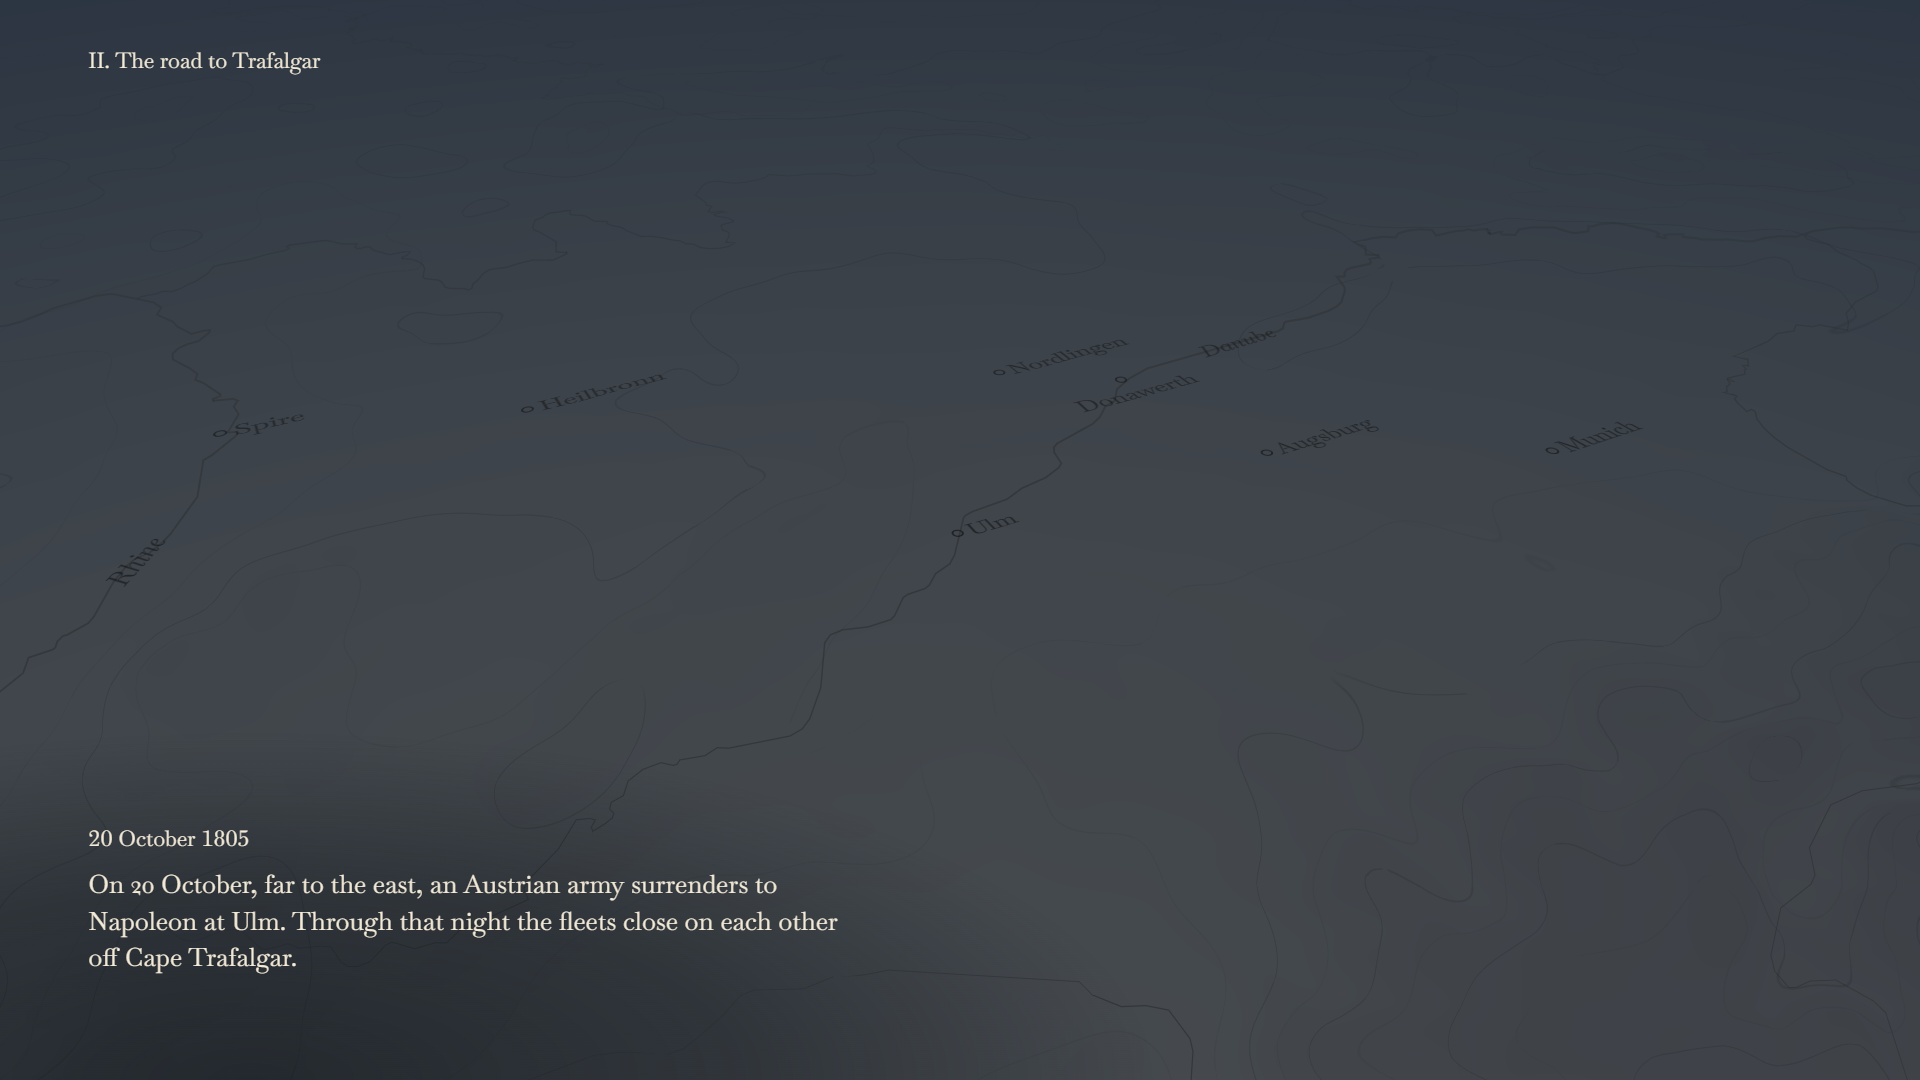 II. The road to Trafalgar
Nordlingen
Danube
Donawerth
Heilbronn
Spire
Augsburg
Munich
Ulm
Rhine
20 October 1805
On 20 October, far to the east, an Austrian army surrenders to
Napoleon at Ulm. Through that night the fleets close on each other
off Cape Trafalgar.